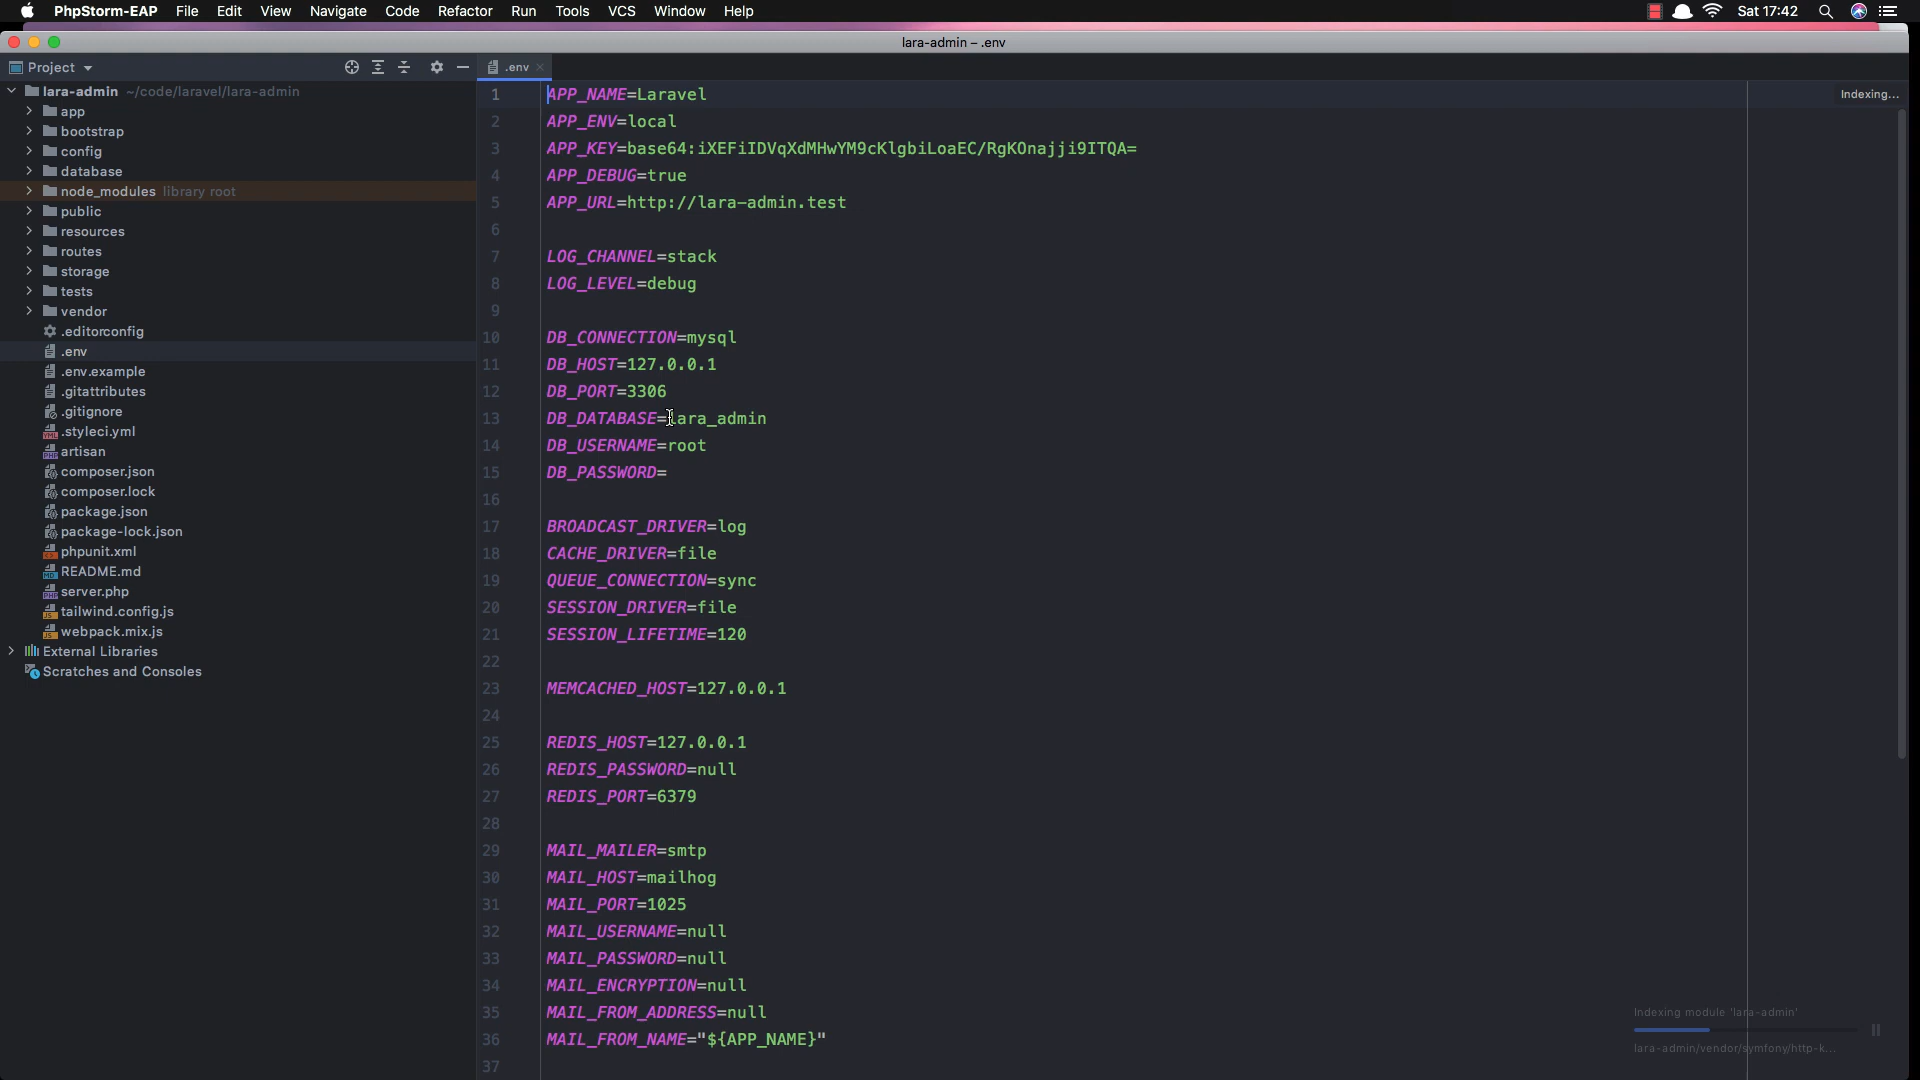 PhpStorm-EAP File Edit View Navigate Code Refactor Run Tools VCS Window Help Sat 17:42
lara-admin – .env
Project
.env
lara-admin ~/code/laravel/lara-admin
app
bootstrap
config
database
node_modules library root
public
resources
routes
storage
tests
vendor
.editorconfig
.env
.env.example
.gitattributes
.gitignore
.styleci.yml
artisan
composer.json
composer.lock
package.json
package-lock.json
phpunit.xml
README.md
server.php
tailwind.config.js
webpack.mix.js
External Libraries
Scratches and Consoles
1 APP_NAME=Laravel
2 APP_ENV=local
3 APP_KEY=base64:iXEFiIDVqXdMHwYM9cKlgbiLoaEC/RgKOnajji9ITQA=
4 APP_DEBUG=true
5 APP_URL=http://lara-admin.test
6
7 LOG_CHANNEL=stack
8 LOG_LEVEL=debug
9
10 DB_CONNECTION=mysql
11 DB_HOST=127.0.0.1
12 DB_PORT=3306
13 DB_DATABASE=lara_admin
14 DB_USERNAME=root
15 DB_PASSWORD=
16
17 BROADCAST_DRIVER=log
18 CACHE_DRIVER=file
19 QUEUE_CONNECTION=sync
20 SESSION_DRIVER=file
21 SESSION_LIFETIME=120
22
23 MEMCACHED_HOST=127.0.0.1
24
25 REDIS_HOST=127.0.0.1
26 REDIS_PASSWORD=null
27 REDIS_PORT=6379
28
29 MAIL_MAILER=smtp
30 MAIL_HOST=mailhog
31 MAIL_PORT=1025
32 MAIL_USERNAME=null
33 MAIL_PASSWORD=null
34 MAIL_ENCRYPTION=null
35 MAIL_FROM_ADDRESS=null
36 MAIL_FROM_NAME="${APP_NAME}"
37
Indexing...
Indexing module 'lara-admin'
lara-admin/vendor/symfony/http-k...